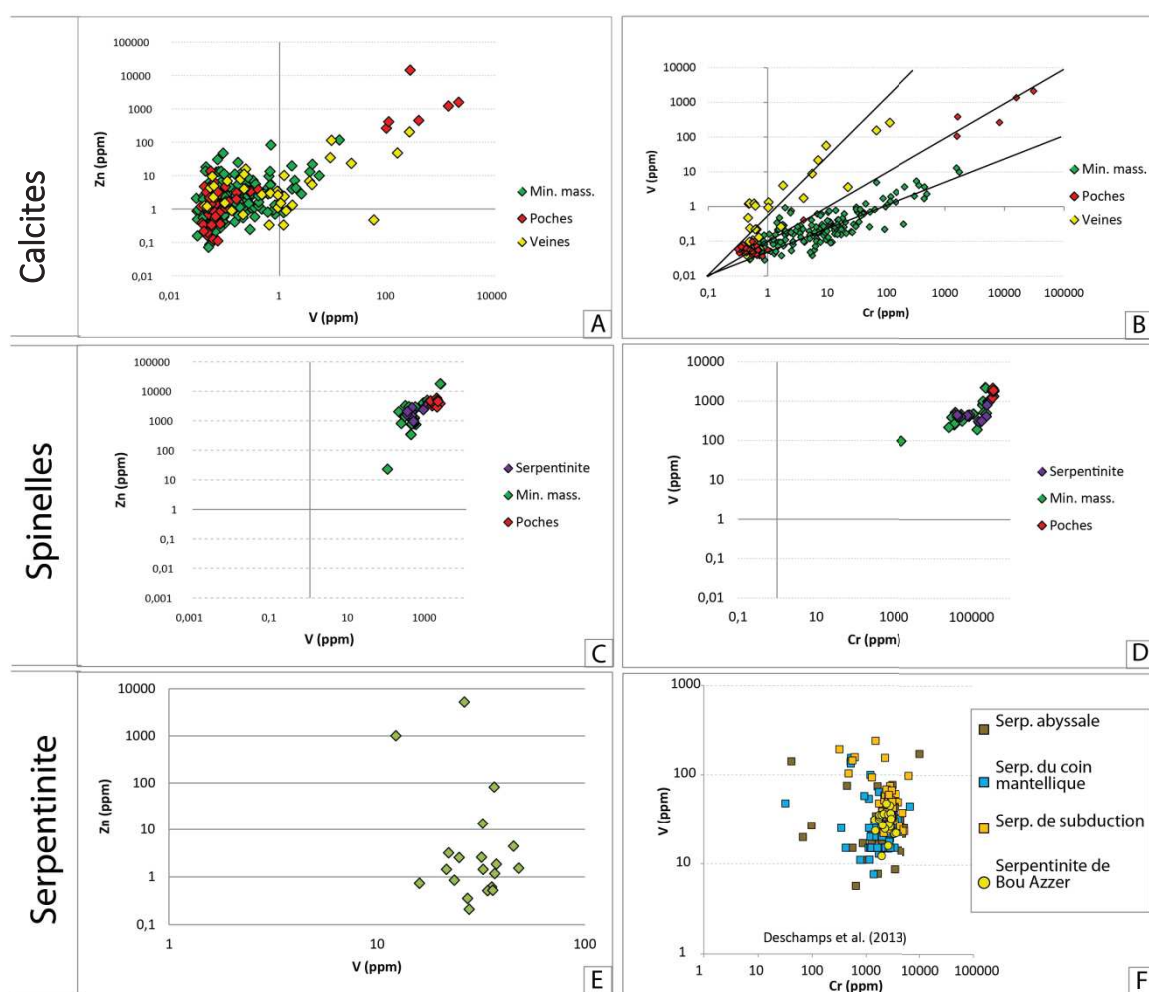 Calcites
Zn (ppm)
100000
10000
1000
100
10
1
0,1
0,01
0,01 1 100 10000
V (ppm)
Min. mass.
Poches
Veines
A
V (ppm)
10000
1000
100
10
1
0,1
0,01
0,1 1 10 100 1000 10000 100000
Cr (ppm)
Min. mass.
Poches
Veines
B
Spinelles
Zn (ppm)
100000
10000
1000
100
10
1
0,1
0,01
0,001
0,001 0,1 10 1000
V (ppm)
Serpentinite
Min. mass.
Poches
C
V (ppm)
10000
1000
100
10
1
0,1
0,01
0,1 10 1000 100000
Cr (ppm)
Serpentinite
Min. mass.
Poches
D
Serpentinite
Zn (ppm)
10000
1000
100
10
1
0,1
1 10 100
V (ppm)
E
V (ppm)
1000
100
10
1
1 10 100 1000 10000 100000
Cr (ppm)
Deschamps et al. (2013)
Serp. abyssale
Serp. du coin
mantellique
Serp. de subduction
Serpentinite de
Bou Azzer
F